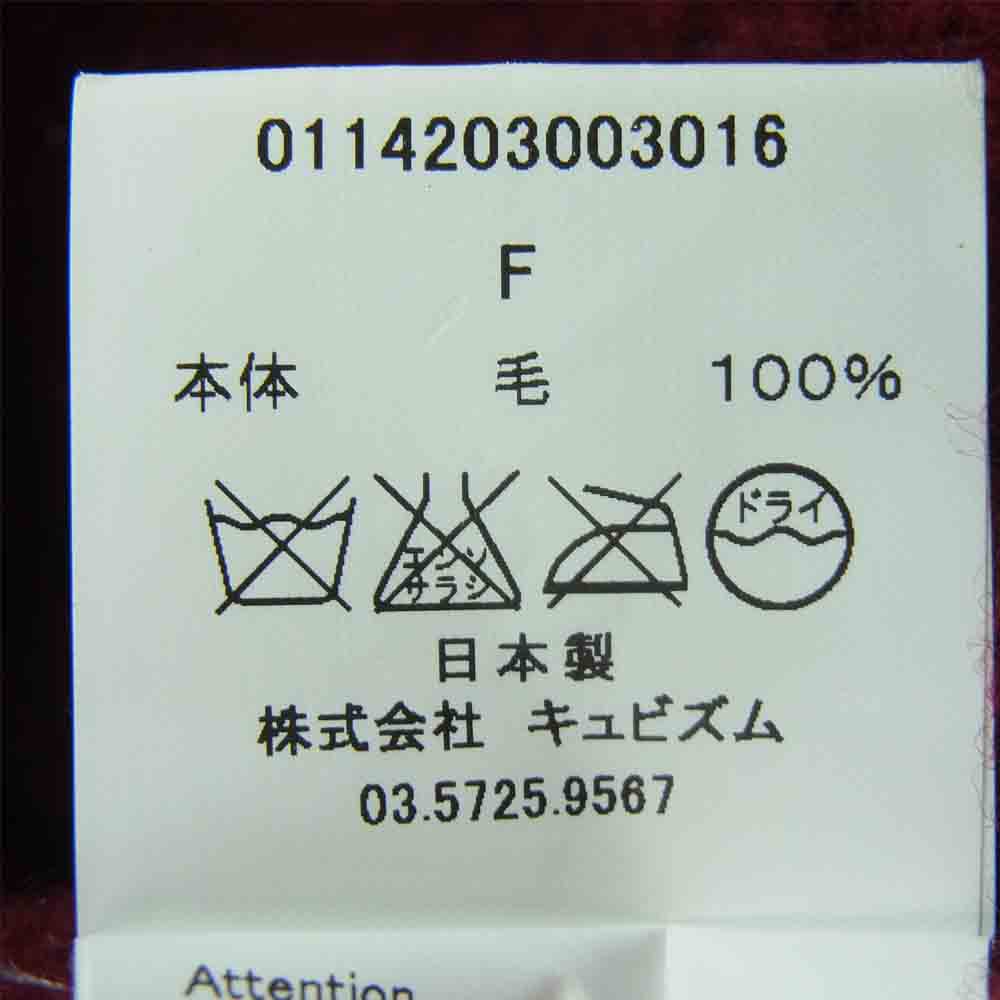 0114203003016
F
本体 毛 100%
エンソサラシ ドライ
日本製
株式会社 キュビズム
03.5725.9567
Attention